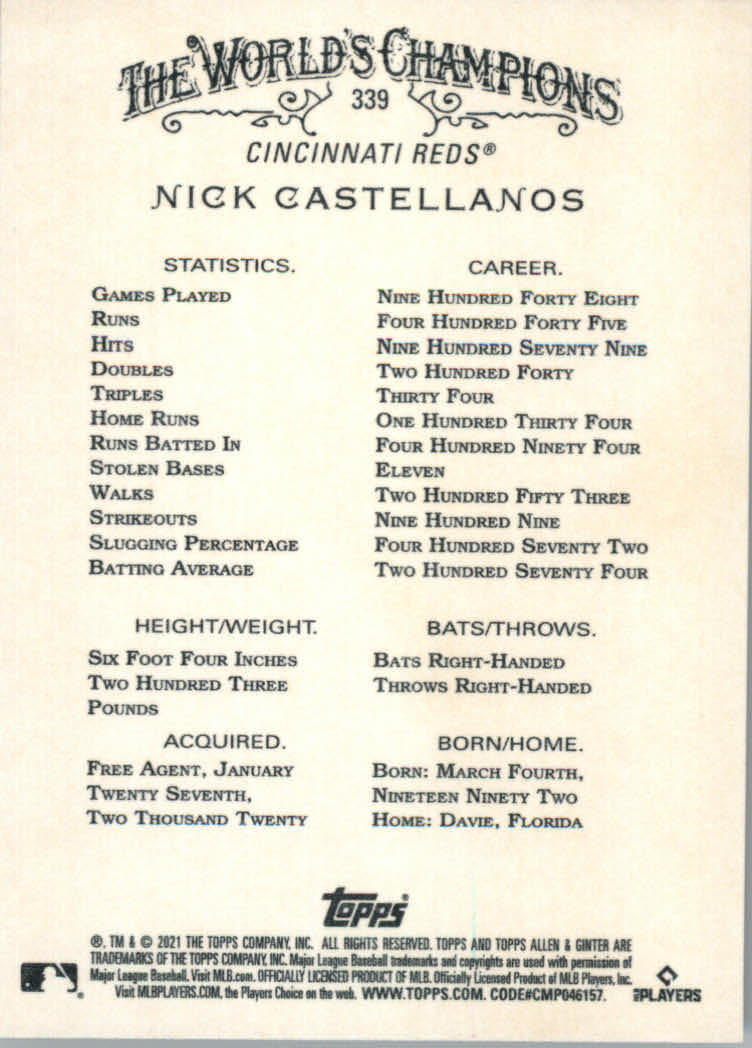 THE WORLD'S CHAMPIONS
339
CINCINNATI REDS®
NICK CASTELLANOS
STATISTICS. CAREER.
GAMES PLAYED NINE HUNDRED FORTY EIGHT
RUNS FOUR HUNDRED FORTY FIVE
HITS NINE HUNDRED SEVENTY NINE
DOUBLES TWO HUNDRED FORTY
TRIPLES THIRTY FOUR
HOME RUNS ONE HUNDRED THIRTY FOUR
RUNS BATTED IN FOUR HUNDRED NINETY FOUR
STOLEN BASES ELEVEN
WALKS TWO HUNDRED FIFTY THREE
STRIKEOUTS NINE HUNDRED NINE
SLUGGING PERCENTAGE FOUR HUNDRED SEVENTY TWO
BATTING AVERAGE TWO HUNDRED SEVENTY FOUR
HEIGHT/WEIGHT.
SIX FOOT FOUR INCHES
TWO HUNDRED THREE
POUNDS
BATS/THROWS.
BATS RIGHT-HANDED
THROWS RIGHT-HANDED
ACQUIRED.
FREE AGENT, JANUARY
TWENTY SEVENTH,
TWO THOUSAND TWENTY
BORN/HOME.
BORN: MARCH FOURTH,
NINETEEN NINETY TWO
HOME: DAVIE, FLORIDA
Topps®
®, TM & © 2021 THE TOPPS COMPANY, INC. ALL RIGHTS RESERVED. TOPPS AND TOPPS ALLEN & GINTER ARE
TRADEMARKS OF THE TOPPS COMPANY, INC. Major League Baseball trademarks and copyrights are used with permission of
Major League Baseball. Visit MLB.com. OFFICIALLY LICENSED PRODUCT OF MLB. Officially Licensed Product of MLB Players, Inc.
Visit MLBPLAYERS.COM, the Players Choice on the web. WWW.TOPPS.COM. CODE#CMP046157.
MLBPLAYERS